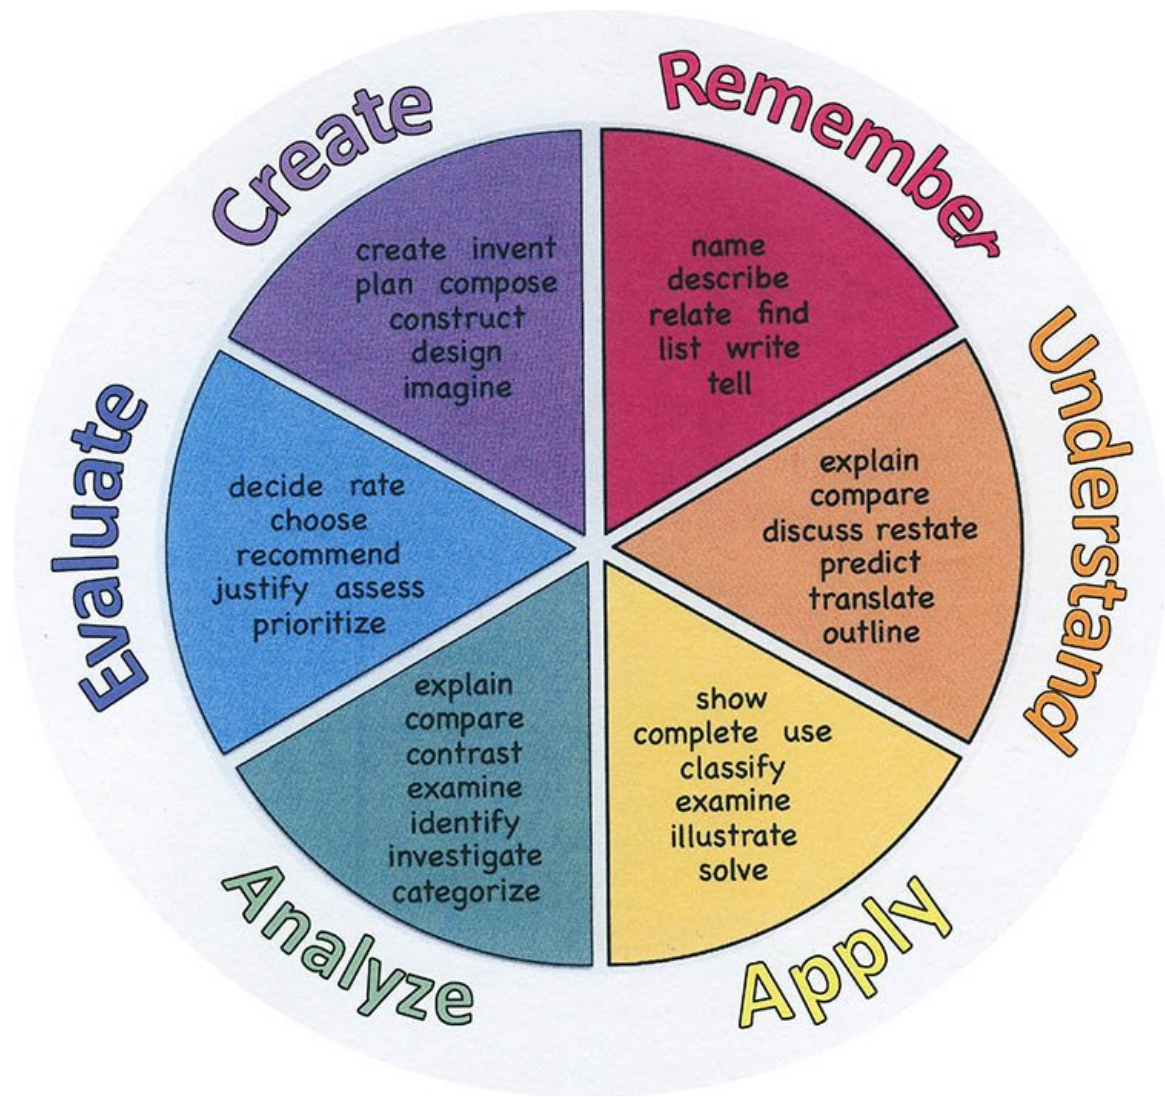 Remember
name
describe
relate find
list write
tell
Understand
explain
compare
discuss restate
predict
translate
outline
Apply
show
complete use
classify
examine
illustrate
solve
Analyze
explain
compare
contrast
examine
identify
investigate
categorize
Evaluate
decide rate
choose
recommend
justify assess
prioritize
Create
create invent
plan compose
construct
design
imagine